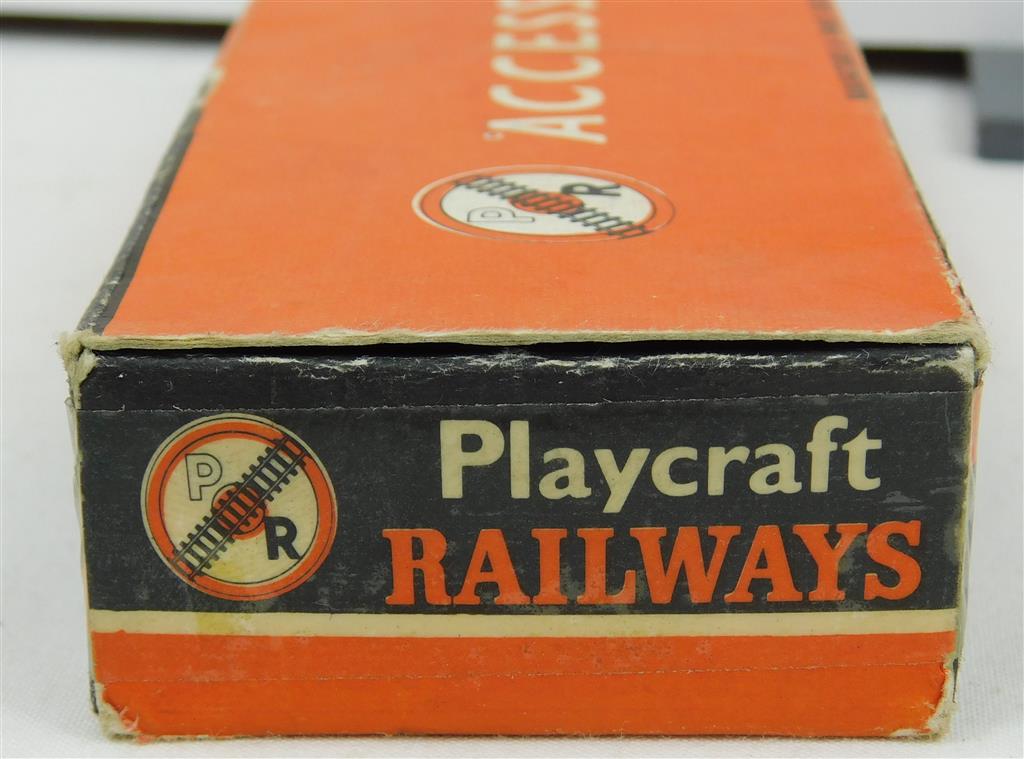 "ACCESS
P R
P R
Playcraft
RAILWAYS